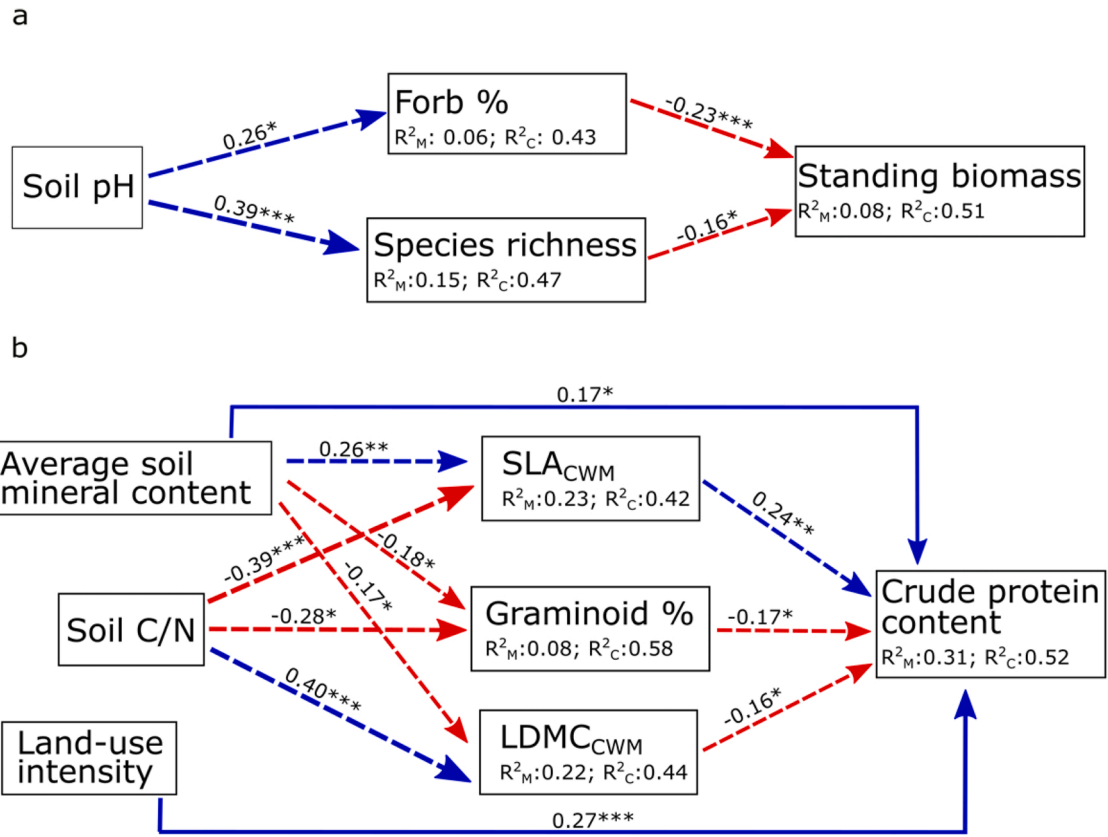 a
Forb %
R²M: 0.06; R²C: 0.43
0.26*
-0.23***
Soil pH
Standing biomass
R²M:0.08; R²C:0.51
0.39***
-0.16*
Species richness
R²M:0.15; R²C:0.47
b
0.17*
Average soil
mineral content
0.26**
SLACWM
R²M:0.23; R²C:0.42
0.24**
-0.39***
-0.18*
-0.17*
Soil C/N
-0.28*
Graminoid %
R²M:0.08; R²C:0.58
-0.17*
Crude protein
content
R²M:0.31; R²C:0.52
0.40***
-0.16*
LDMCCWM
R²M:0.22; R²C:0.44
Land-use
intensity
0.27***